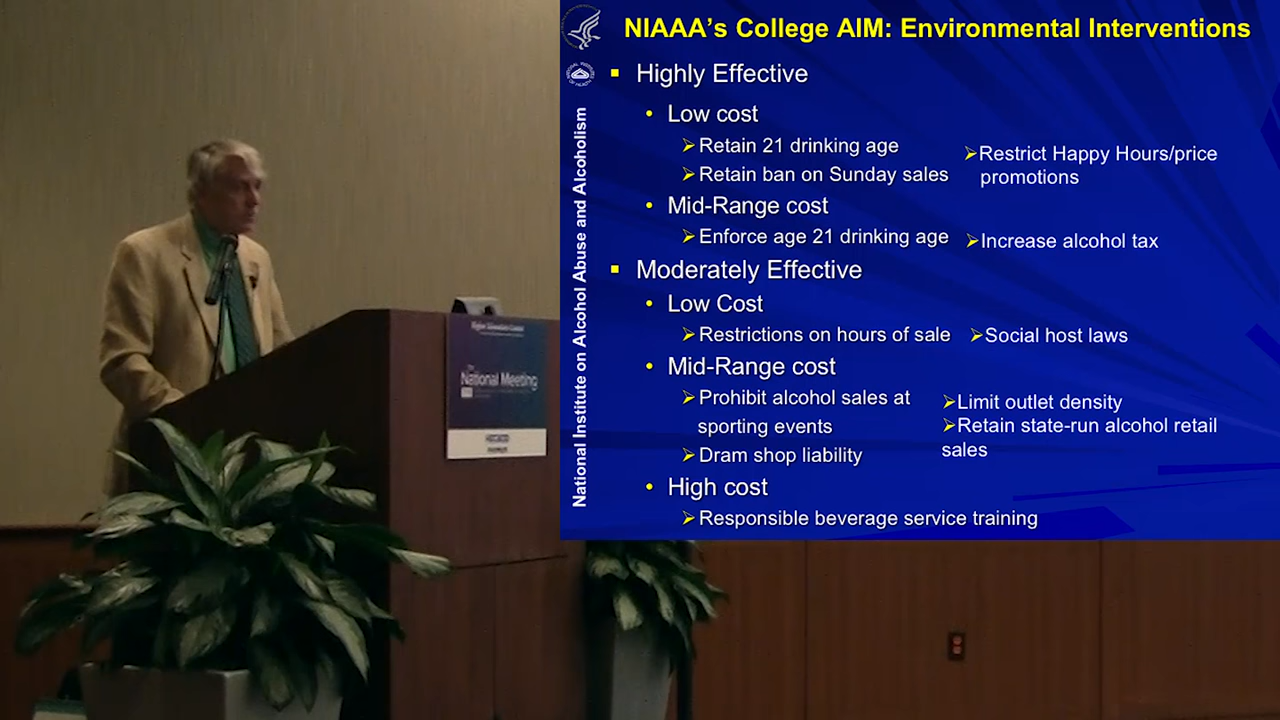 NIAAA's College AIM: Environmental Interventions
National Institute on Alcohol Abuse and Alcoholism
Highly Effective
Low cost
Retain 21 drinking age
Retain ban on Sunday sales
Restrict Happy Hours/price
promotions
Mid-Range cost
Enforce age 21 drinking age
Increase alcohol tax
Moderately Effective
Low Cost
Restrictions on hours of sale
Social host laws
Mid-Range cost
Prohibit alcohol sales at
sporting events
Dram shop liability
Limit outlet density
Retain state-run alcohol retail
sales
High cost
Responsible beverage service training
The
National Meeting